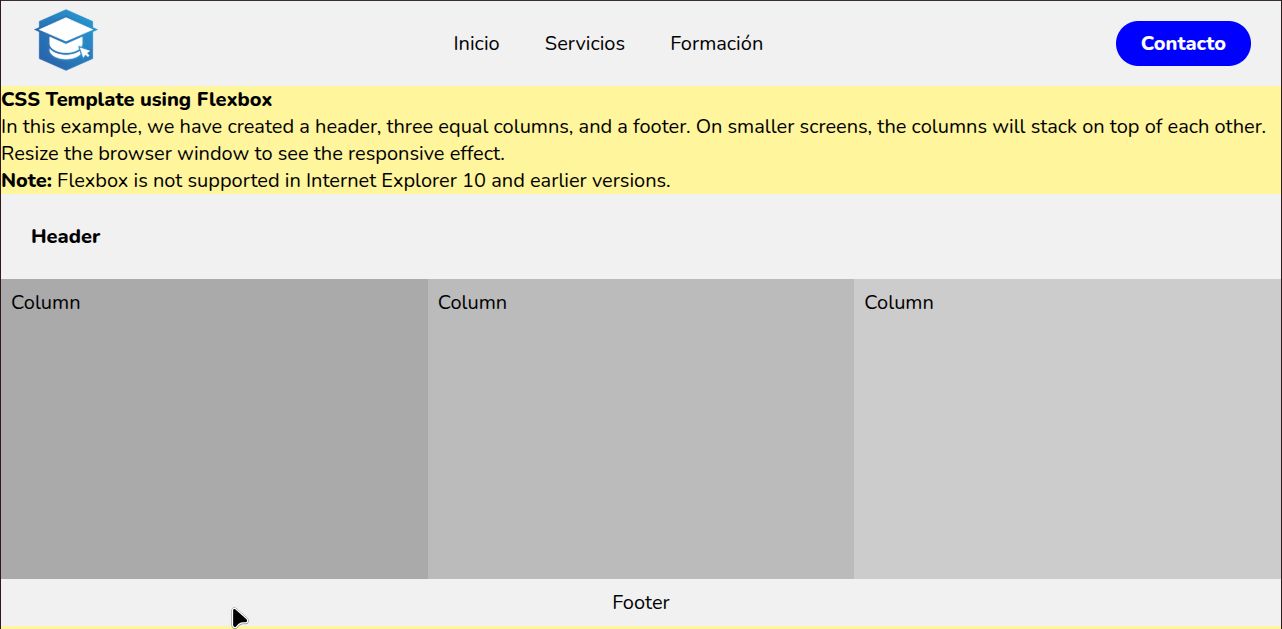 Inicio Servicios Formación Contacto
CSS Template using Flexbox
In this example, we have created a header, three equal columns, and a footer. On smaller screens, the columns will stack on top of each other.
Resize the browser window to see the responsive effect.
Note: Flexbox is not supported in Internet Explorer 10 and earlier versions.
Header
Column Column Column
Footer